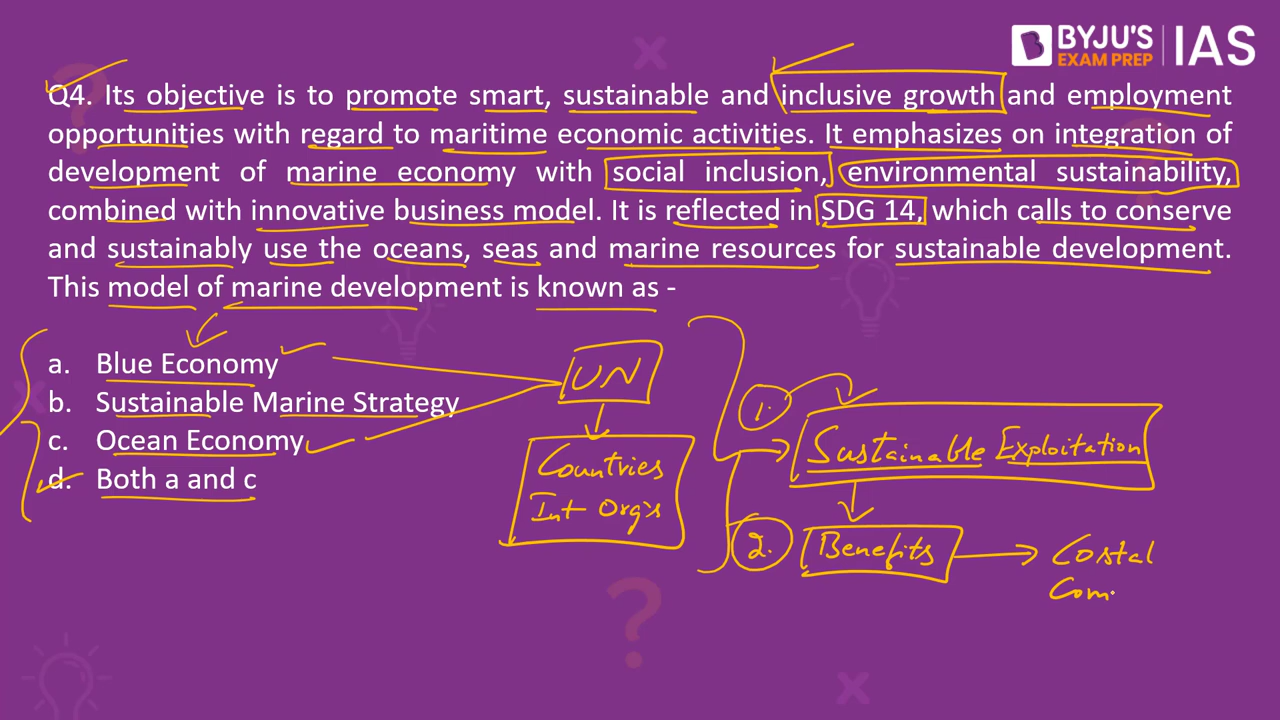 BYJU'S IAS
EXAM PREP
Q4. Its objective is to promote smart, sustainable and inclusive growth and employment
opportunities with regard to maritime economic activities. It emphasizes on integration of
development of marine economy with social inclusion, environmental sustainability,
combined with innovative business model. It is reflected in SDG 14, which calls to conserve
and sustainably use the oceans, seas and marine resources for sustainable development.
This model of marine development is known as -
a. Blue Economy
b. Sustainable Marine Strategy
c. Ocean Economy
d. Both a and c
UN
Countries
Int Org's
1.
Sustainable Exploitation
2.
Benefits
Costal
Com